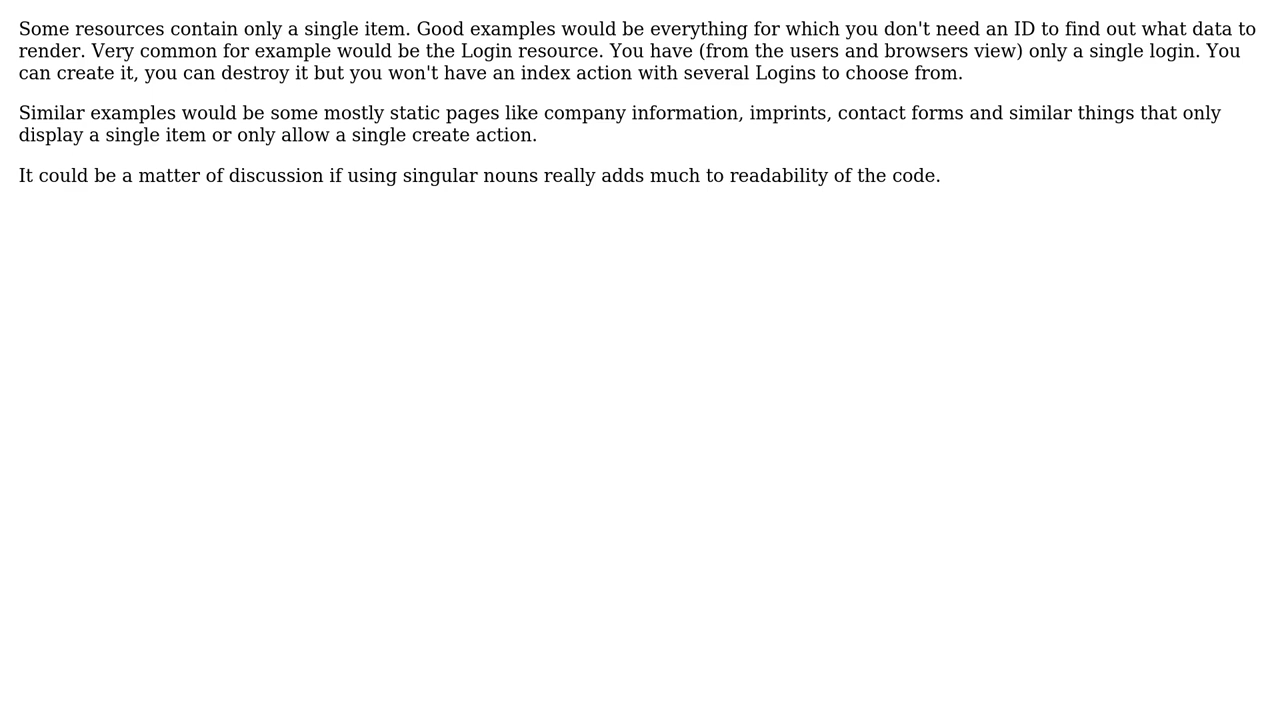 Some resources contain only a single item. Good examples would be everything for which you don't need an ID to find out what data to
render. Very common for example would be the Login resource. You have (from the users and browsers view) only a single login. You
can create it, you can destroy it but you won't have an index action with several Logins to choose from.
Similar examples would be some mostly static pages like company information, imprints, contact forms and similar things that only
display a single item or only allow a single create action.
It could be a matter of discussion if using singular nouns really adds much to readability of the code.